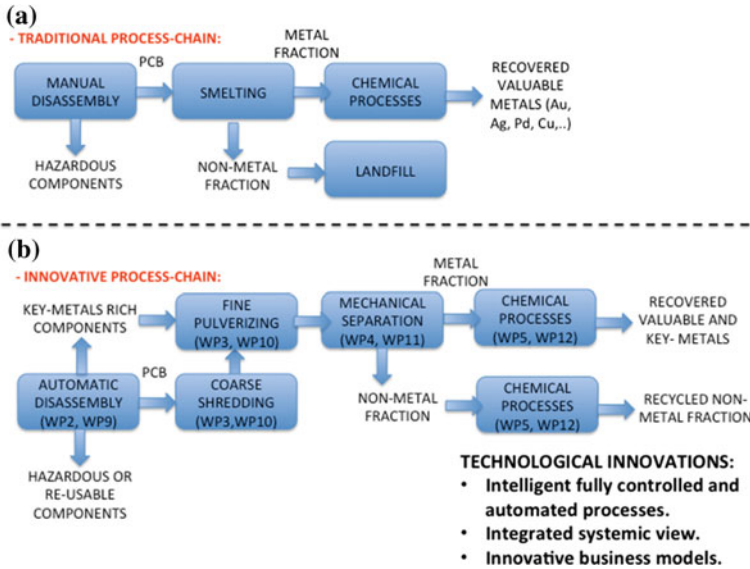 (a)
- TRADITIONAL PROCESS-CHAIN:
METAL
FRACTION
PCB
MANUAL
DISASSEMBLY
SMELTING
CHEMICAL
PROCESSES
RECOVERED
VALUABLE
METALS (Au,
Ag, Pd, Cu,..)
HAZARDOUS
COMPONENTS
NON-METAL
FRACTION
LANDFILL
(b)
- INNOVATIVE PROCESS-CHAIN:
METAL
FRACTION
KEY-METALS RICH
COMPONENTS
FINE
PULVERIZING
(WP3, WP10)
MECHANICAL
SEPARATION
(WP4, WP11)
CHEMICAL
PROCESSES
(WP5, WP12)
RECOVERED
VALUABLE AND
KEY- METALS
PCB
AUTOMATIC
DISASSEMBLY
(WP2, WP9)
COARSE
SHREDDING
(WP3,WP10)
NON-METAL
FRACTION
CHEMICAL
PROCESSES
(WP5, WP12)
RECYCLED NON-
METAL FRACTION
HAZARDOUS OR
RE-USABLE
COMPONENTS
TECHNOLOGICAL INNOVATIONS:
• Intelligent fully controlled and
automated processes.
• Integrated systemic view.
• Innovative business models.